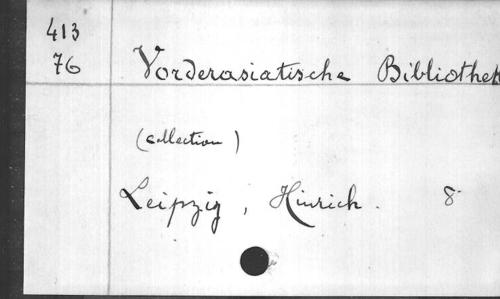 413
76
Vorderasiatische Bibliothek
(collection)
Leipzig, Hinrich. 8°